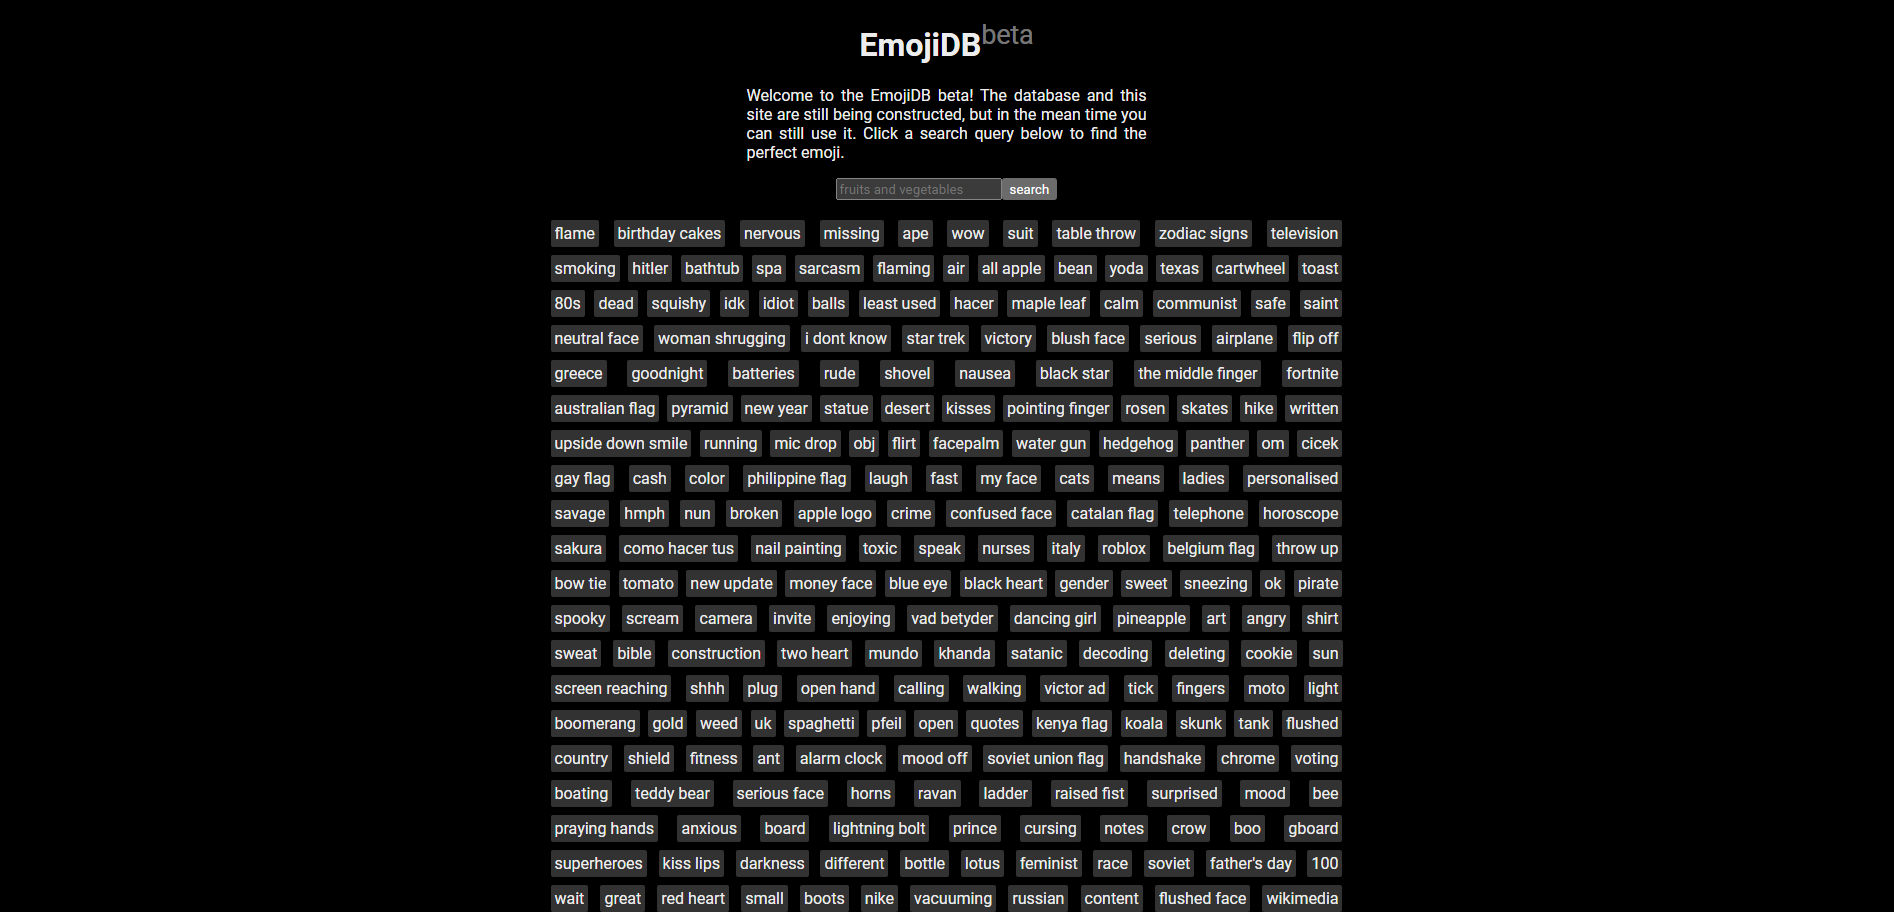 EmojiDB beta
Welcome to the EmojiDB beta! The database and this
site are still being constructed, but in the mean time you
can still use it. Click a search query below to find the
perfect emoji.
fruits and vegetables search
flame birthday cakes nervous missing ape wow suit table throw zodiac signs television
smoking hitler bathtub spa sarcasm flaming air all apple bean yoda texas cartwheel toast
80s dead squishy idk idiot balls least used hacer maple leaf calm communist safe saint
neutral face woman shrugging i dont know star trek victory blush face serious airplane flip off
greece goodnight batteries rude shovel nausea black star the middle finger fortnite
australian flag pyramid new year statue desert kisses pointing finger rosen skates hike written
upside down smile running mic drop obj flirt facepalm water gun hedgehog panther om cicek
gay flag cash color philippine flag laugh fast my face cats means ladies personalised
savage hmph nun broken apple logo crime confused face catalan flag telephone horoscope
sakura como hacer tus nail painting toxic speak nurses italy roblox belgium flag throw up
bow tie tomato new update money face blue eye black heart gender sweet sneezing ok pirate
spooky scream camera invite enjoying vad betyder dancing girl pineapple art angry shirt
sweat bible construction two heart mundo khanda satanic decoding deleting cookie sun
screen reaching shhh plug open hand calling walking victor ad tick fingers moto light
boomerang gold weed uk spaghetti pfeil open quotes kenya flag koala skunk tank flushed
country shield fitness ant alarm clock mood off soviet union flag handshake chrome voting
boating teddy bear serious face horns ravan ladder raised fist surprised mood bee
praying hands anxious board lightning bolt prince cursing notes crow boo gboard
superheroes kiss lips darkness different bottle lotus feminist race soviet father's day 100
wait great red heart small boots nike vacuuming russian content flushed face wikimedia